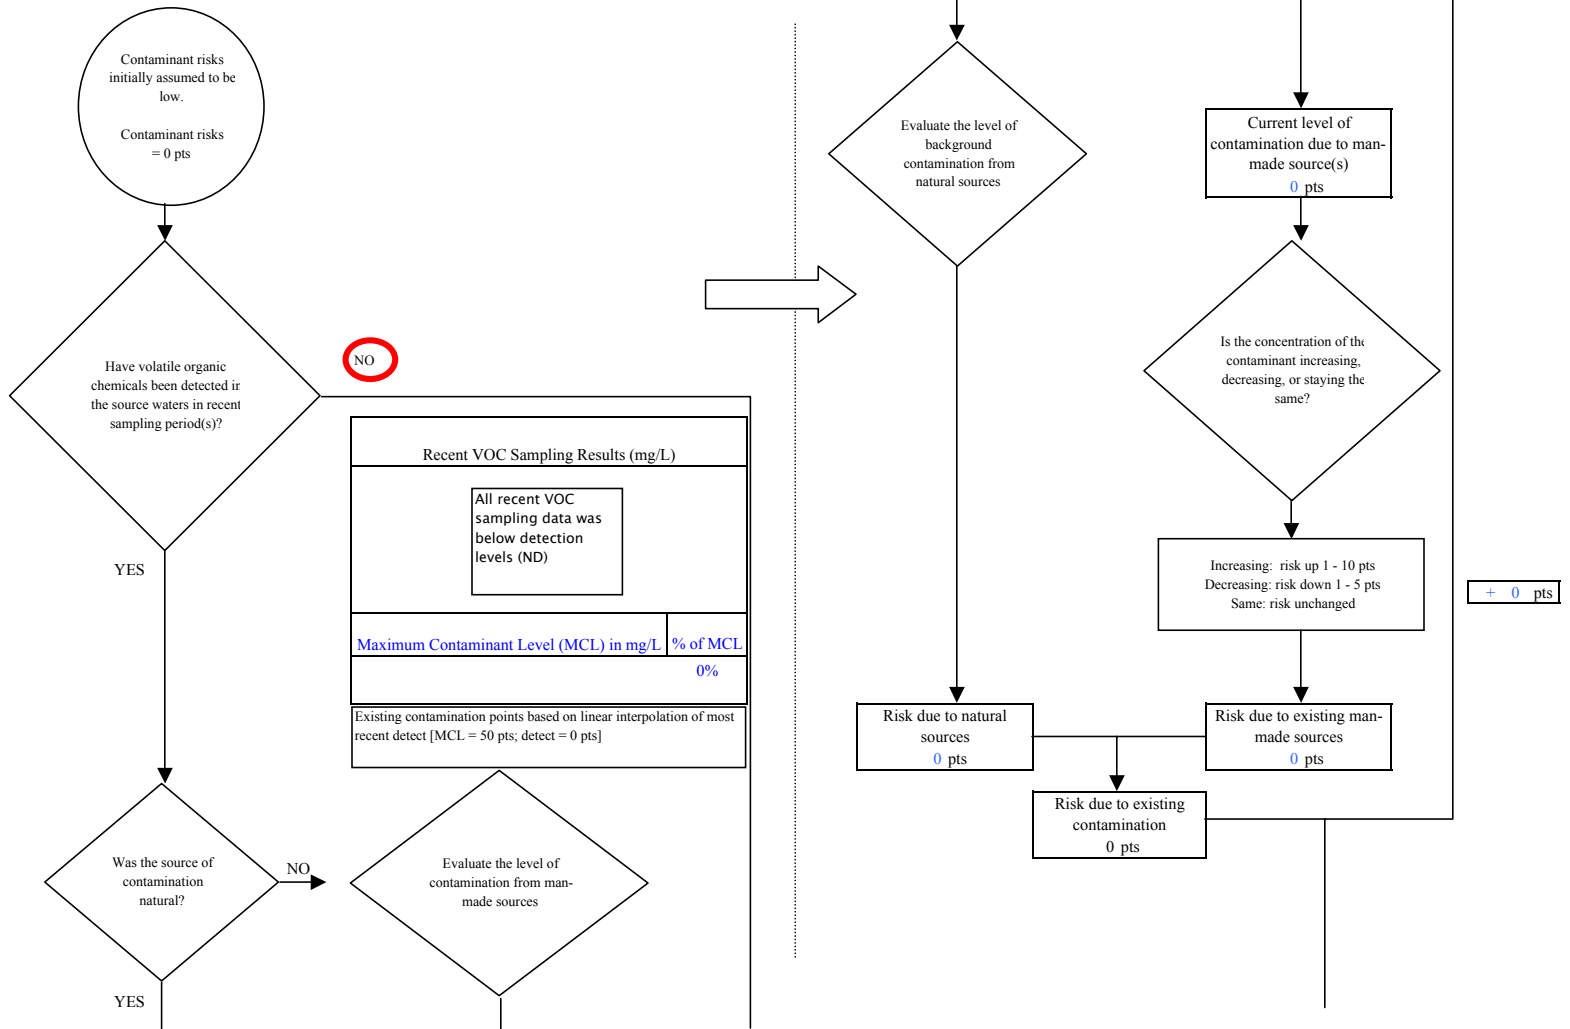 Contaminant risks
initially assumed to be
low.
Contaminant risks
= 0 pts
Have volatile organic
chemicals been detected in
the source waters in recent
sampling period(s)?
NO
YES
Recent VOC Sampling Results (mg/L)
All recent VOC
sampling data was
below detection
levels (ND)
Maximum Contaminant Level (MCL) in mg/L
% of MCL
0%
Existing contamination points based on linear interpolation of most
recent detect [MCL = 50 pts; detect = 0 pts]
Was the source of
contamination
natural?
NO
YES
Evaluate the level of
contamination from man-
made sources
Evaluate the level of
background
contamination from
natural sources
Current level of
contamination due to man-
made source(s)
0 pts
Is the concentration of the
contaminant increasing,
decreasing, or staying the
same?
Increasing: risk up 1 - 10 pts
Decreasing: risk down 1 - 5 pts
Same: risk unchanged
+ 0 pts
Risk due to natural
sources
0 pts
Risk due to existing man-
made sources
0 pts
Risk due to existing
contamination
0 pts